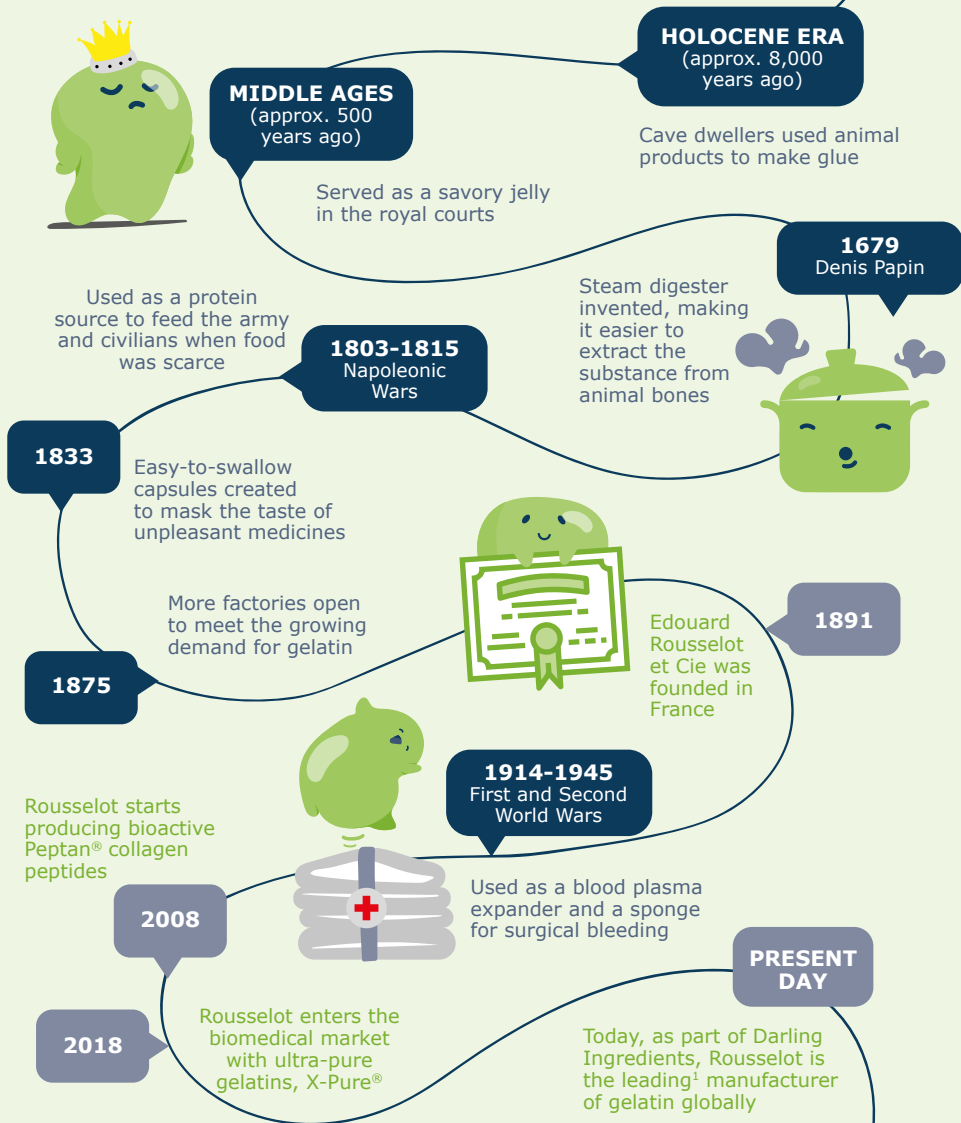 HOLOCENE ERA
(approx. 8,000
years ago)
Cave dwellers used animal
products to make glue
MIDDLE AGES
(approx. 500
years ago)
Served as a savory jelly
in the royal courts
1679
Denis Papin
Steam digester
invented, making
it easier to
extract the
substance from
animal bones
1803-1815
Napoleonic
Wars
Used as a protein
source to feed the army
and civilians when food
was scarce
1833
Easy-to-swallow
capsules created
to mask the taste of
unpleasant medicines
1875
More factories open
to meet the growing
demand for gelatin
1891
Edouard
Rousselot
et Cie was
founded in
France
1914-1945
First and Second
World Wars
Used as a blood plasma
expander and a sponge
for surgical bleeding
2008
Rousselot starts
producing bioactive
Peptan® collagen
peptides
2018
Rousselot enters the
biomedical market
with ultra-pure
gelatins, X-Pure®
PRESENT
DAY
Today, as part of Darling
Ingredients, Rousselot is
the leading¹ manufacturer
of gelatin globally